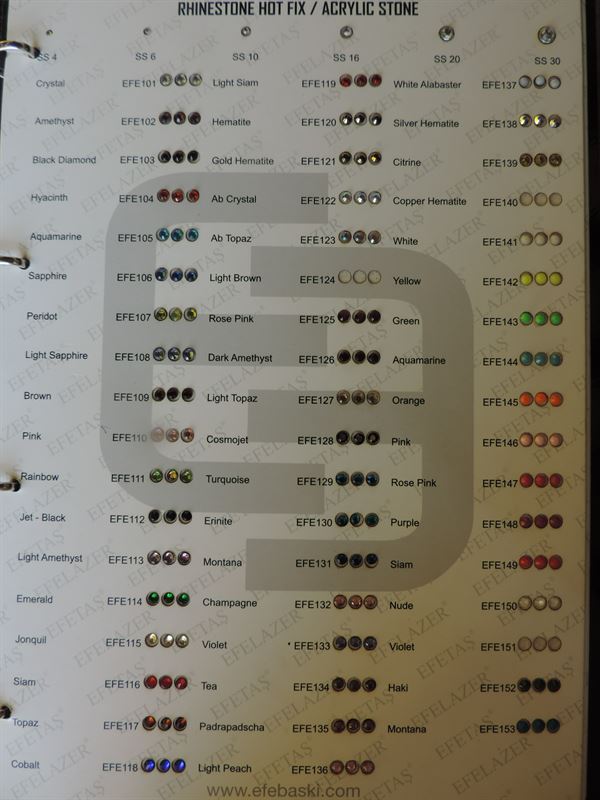 RHINESTONE HOT FIX / ACRYLIC STONE
SS 4 SS 6 SS 10 SS 16 SS 20 SS 30
Crystal EFE101 Light Siam EFE119 White Alabaster EFE137
Amethyst EFE102 Hematite EFE120 Silver Hematite EFE138
Black Diamond EFE103 Gold Hematite EFE121 Citrine EFE139
Hyacinth EFE104 Ab Crystal EFE122 Copper Hematite EFE140
Aquamarine EFE105 Ab Topaz EFE123 White EFE141
Sapphire EFE106 Light Brown EFE124 Yellow EFE142
Peridot EFE107 Rose Pink EFE125 Green EFE143
Light Sapphire EFE108 Dark Amethyst EFE126 Aquamarine EFE144
Brown EFE109 Light Topaz EFE127 Orange EFE145
Pink EFE110 Cosmojet EFE128 Pink EFE146
Rainbow EFE111 Turquoise EFE129 Rose Pink EFE147
Jet - Black EFE112 Erinite EFE130 Purple EFE148
Light Amethyst EFE113 Montana EFE131 Siam EFE149
Emerald EFE114 Champagne EFE132 Nude EFE150
Jonquil EFE115 Violet EFE133 Violet EFE151
Siam EFE116 Tea EFE134 Haki EFE152
Topaz EFE117 Padrapadscha EFE135 Montana EFE153
Cobalt EFE118 Light Peach EFE136
www.efebaski.com
EFELAZER
EFETAŞ